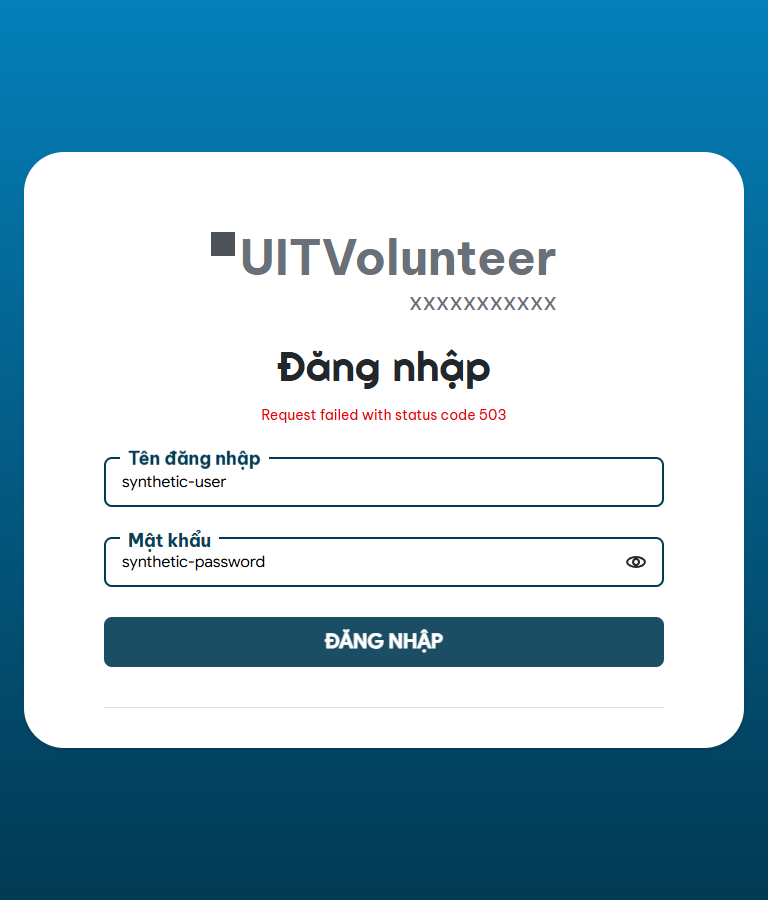 UITVolunteer
xxxxxxxxxxx
Đăng nhập
Request failed with status code 503
Tên đăng nhập
synthetic-user
Mật khẩu
synthetic-password
ĐĂNG NHẬP